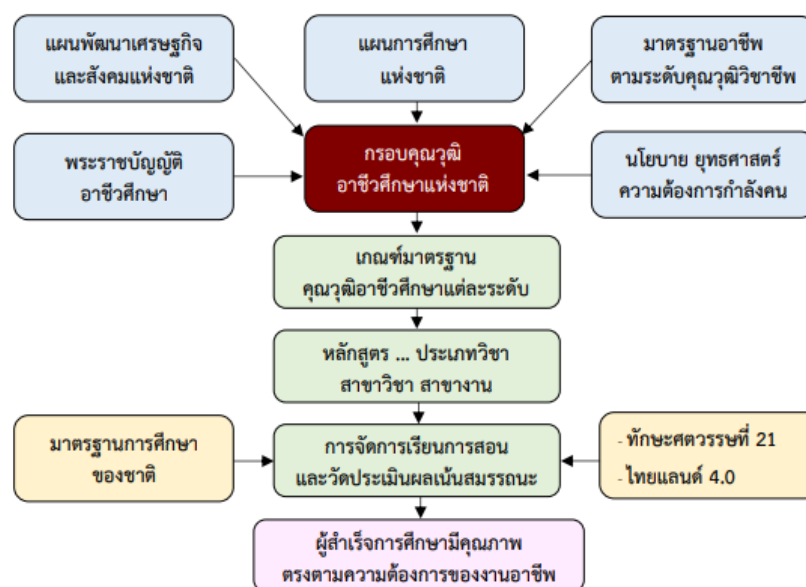 แผนพัฒนาเศรษฐกิจ
และสังคมแห่งชาติ
แผนการศึกษา
แห่งชาติ
มาตรฐานอาชีพ
ตามระดับคุณวุฒิวิชาชีพ
พระราชบัญญัติ
อาชีวศึกษา
กรอบคุณวุฒิ
อาชีวศึกษาแห่งชาติ
นโยบาย ยุทธศาสตร์
ความต้องการกำลังคน
เกณฑ์มาตรฐาน
คุณวุฒิอาชีวศึกษาแต่ละระดับ
หลักสูตร ... ประเภทวิชา
สาขาวิชา สาขางาน
มาตรฐานการศึกษา
ของชาติ
การจัดการเรียนการสอน
และวัดประเมินผลเน้นสมรรถนะ
- ทักษะศตวรรษที่ 21
- ไทยแลนด์ 4.0
ผู้สำเร็จการศึกษามีคุณภาพ
ตรงตามความต้องการของงานอาชีพ